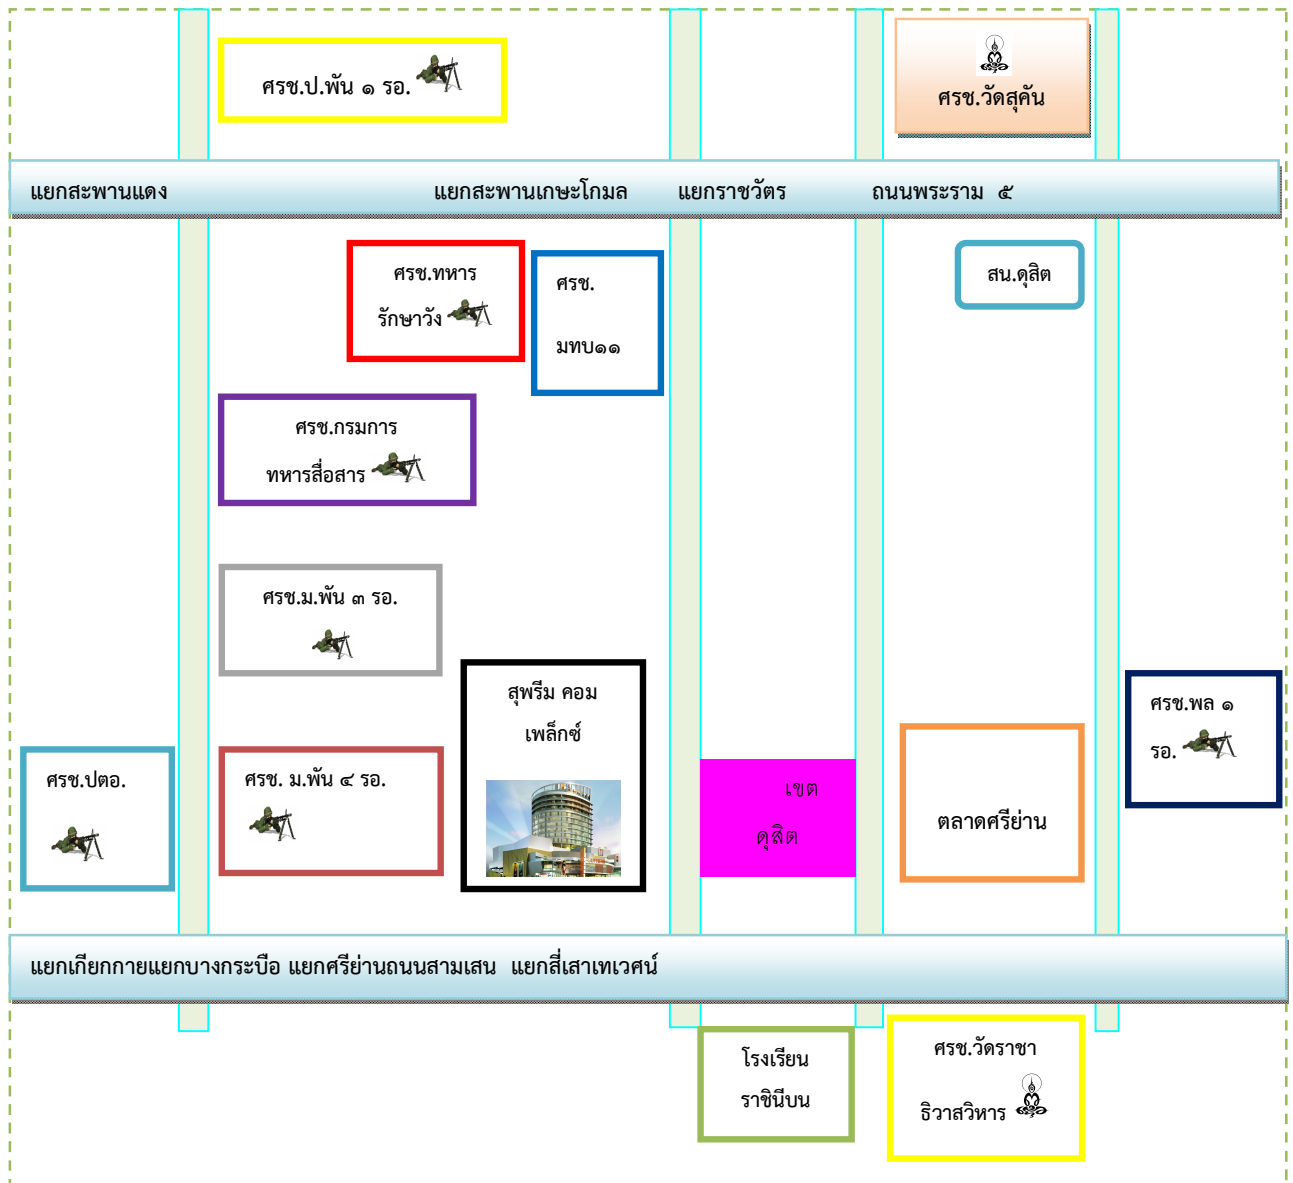 ศรช.ป.พัน ๑ รอ.
ศรช.วัดสุคัน
แยกสะพานแดง แยกสะพานเกษะโกมล แยกราชวัตร ถนนพระราม ๕
ศรช.ทหาร
รักษาวัง
ศรช.
มทบ๑๑
สน.ดุสิต
ศรช.กรมการ
ทหารสื่อสาร
ศรช.ม.พัน ๓ รอ.
สุพรีม คอม
เพล็กซ์
ศรช.พล ๑
รอ.
ศรช.ปตอ.
ศรช. ม.พัน ๔ รอ.
เขต
ดุสิต
ตลาดศรีย่าน
แยกเกียกกายแยกบางกระบือ แยกศรีย่านถนนสามเสน แยกสี่เสาเทเวศน์
โรงเรียน
ราชินีบน
ศรช.วัดราชา
ธิวาสวิหาร